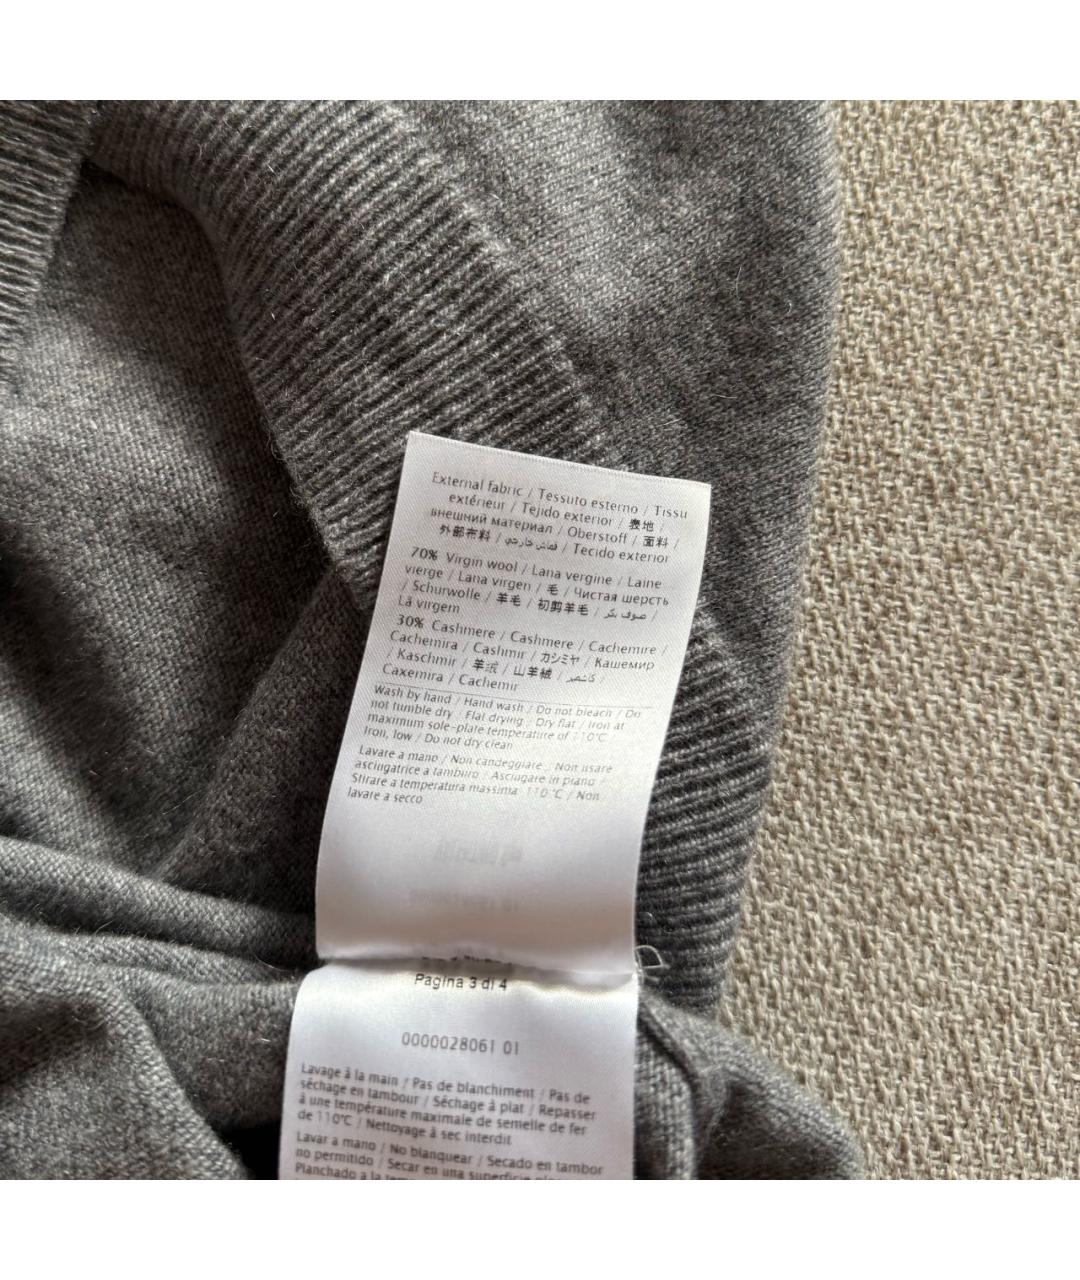 External fabric / Tessuto esterno / Tissu
extérieur / Tejido exterior / 表地 /
внешний материал / Oberstoff / 面料 /
外部布料 / قماش خارجي / Tecido exterior
70% Virgin wool / Lana vergine / Laine
vierge / Lana virgen / 毛 / Чистая шерсть
/ Schurwolle / 羊毛 / 初剪羊毛 / صوف بكر /
Lã virgem
30% Cashmere / Cashmere / Cachemire /
Cachemira / Cashmir / カシミヤ / Кашемир
/ Kaschmir / 羊绒 / 山羊絨 / كاشمير /
Caxemira / Cachemir
Wash by hand / Hand wash / Do not bleach / Do
not tumble dry / Flat drying / Dry flat / Iron at
maximum sole-plate temperature of 110°C /
Iron, low / Do not dry clean
Lavare a mano / Non candeggiare / Non usare
asciugatrice a tamburo / Asciugare in piano /
Stirare a temperatura massima 110°C / Non
lavare a secco
Pagina 3 di 4
0000028061 01
Lavage à la main / Pas de blanchiment / Pas de
séchage en tambour / Séchage à plat / Repasser
à une température maximale de semelle de fer
de 110°C / Nettoyage à sec interdit
Lavar a mano / No blanquear / Secado en tambor
no permitido / Secar en una superficie
Planchado a la